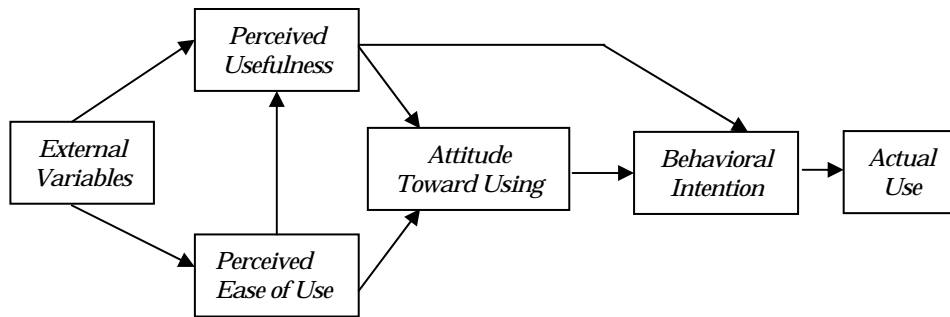 Perceived
Usefulness
External
Variables
Attitude
Toward Using
Behavioral
Intention
Actual
Use
Perceived
Ease of Use